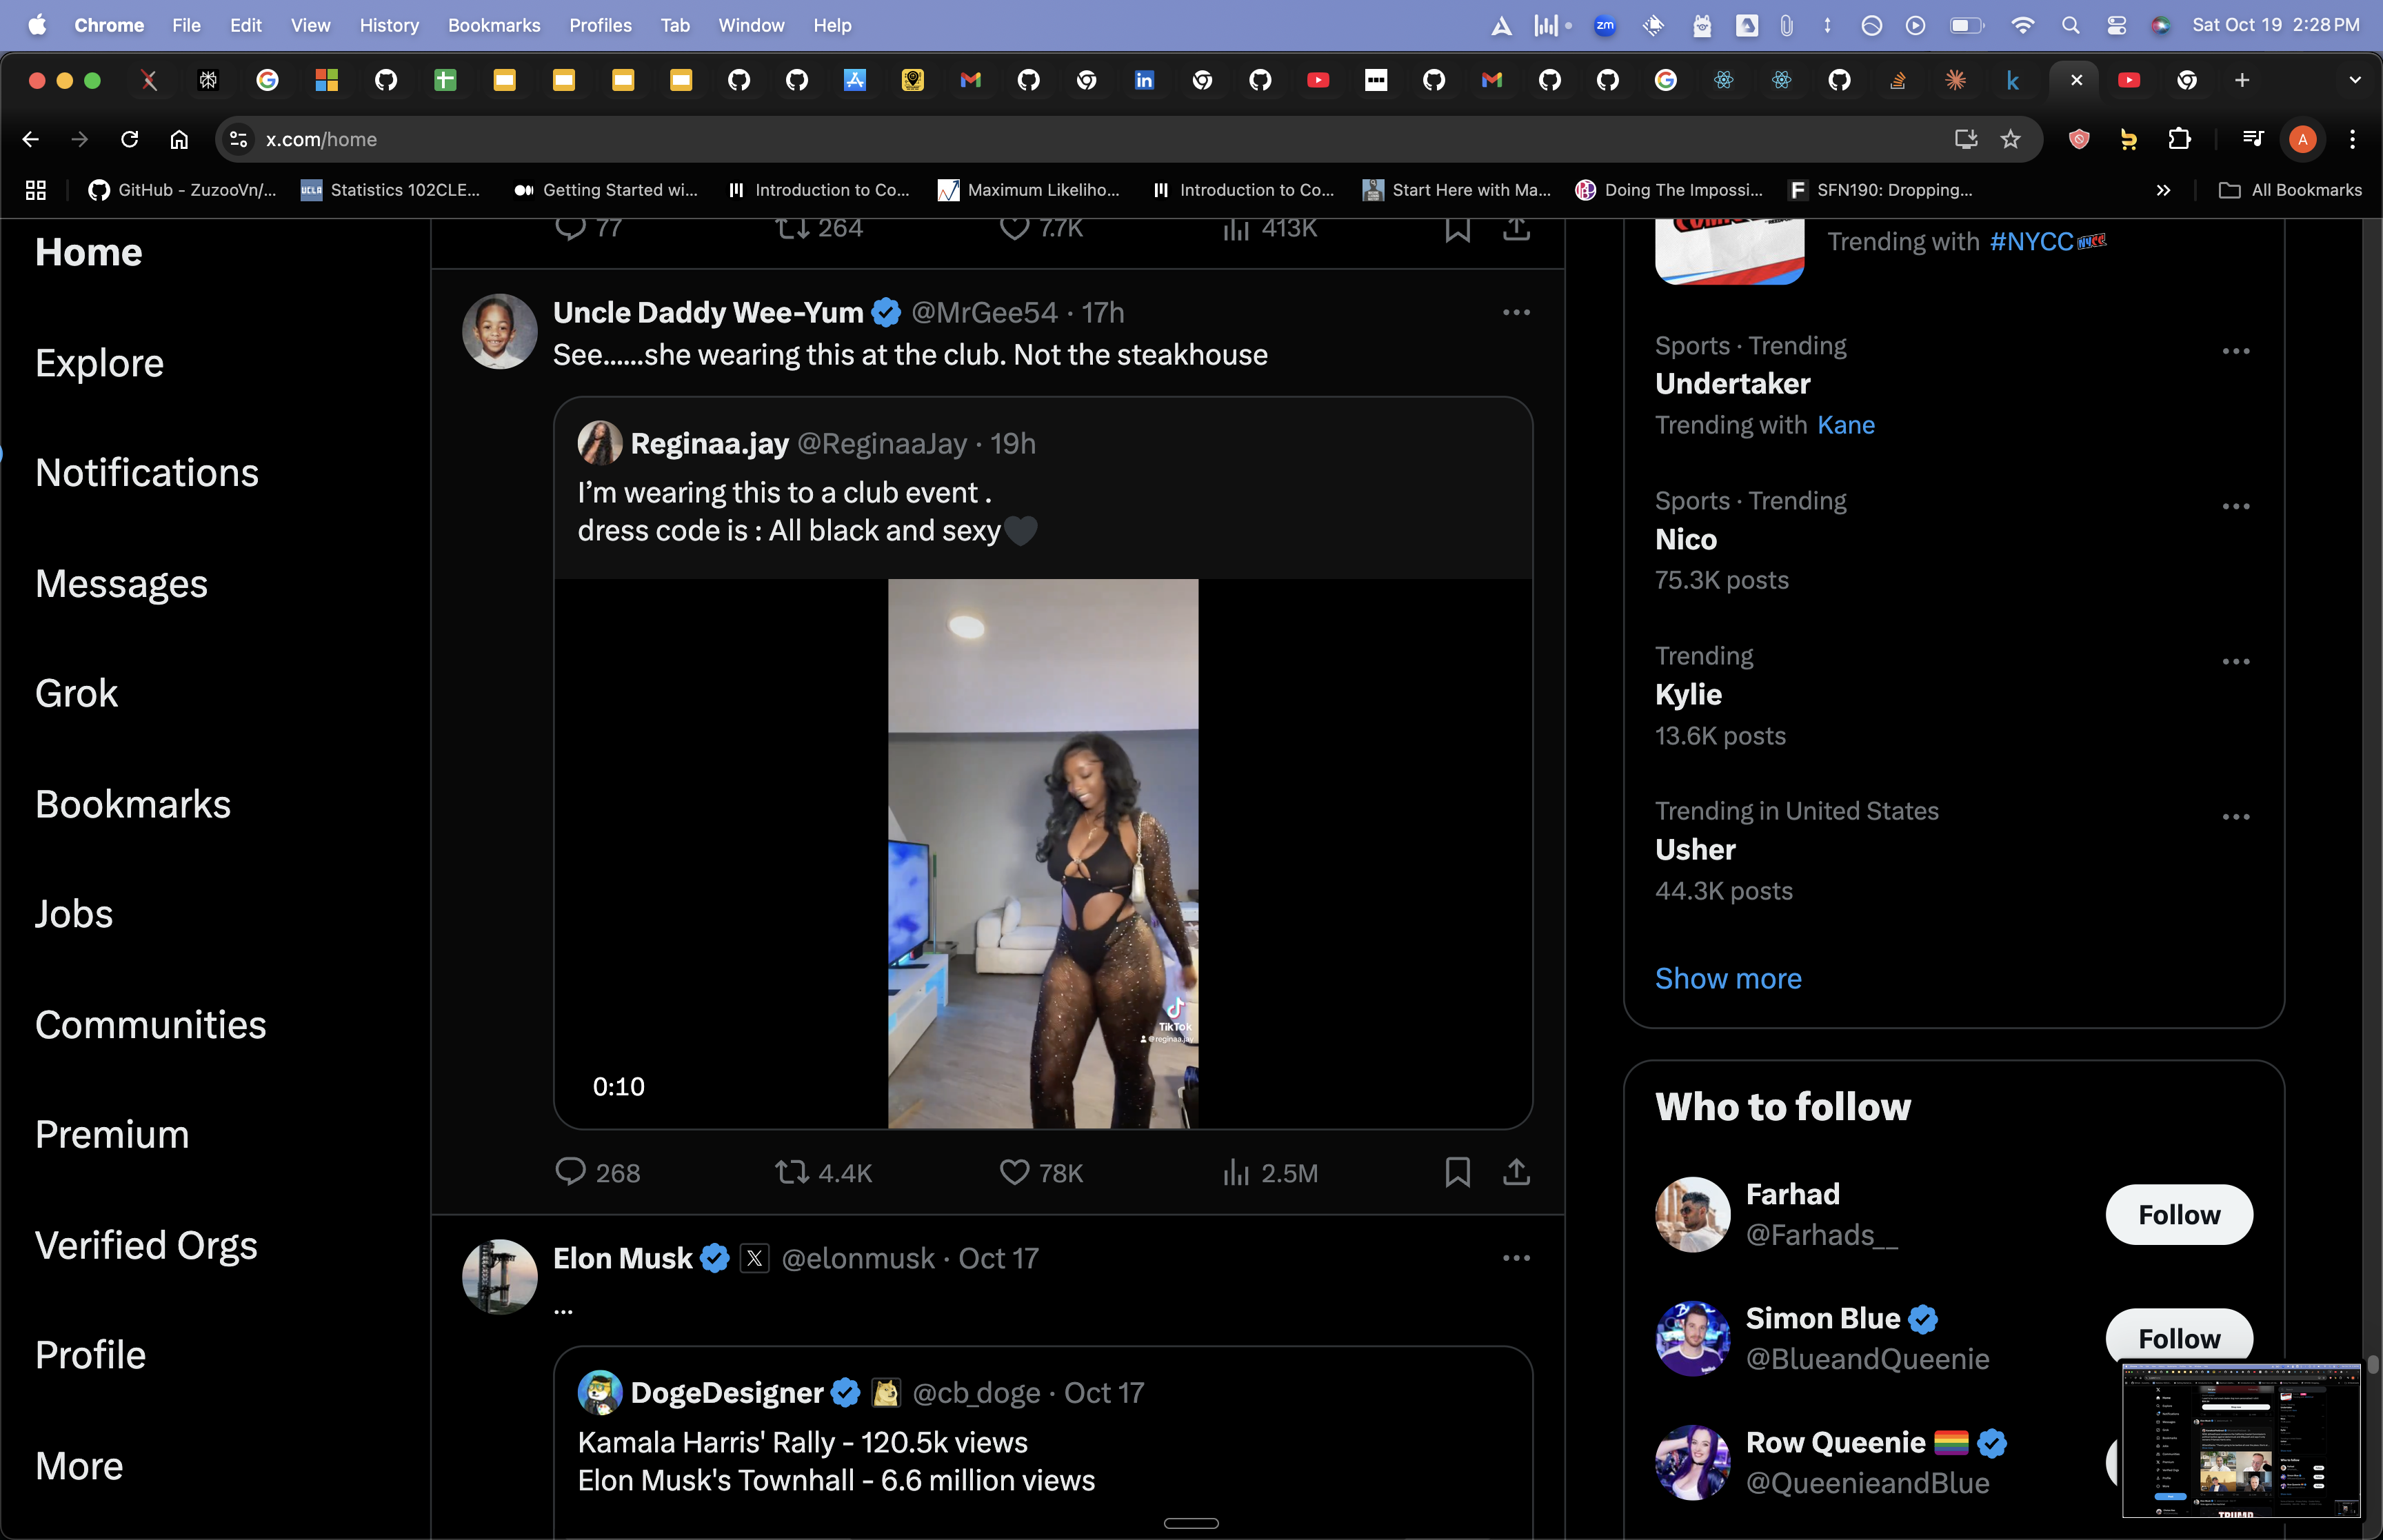 Chrome File Edit View History Bookmarks Profiles Tab Window Help
zm
Sat Oct 19 2:28 PM
x.com/home
A
GitHub - ZuzooVn/...
UCLA Statistics 102CLE...
Getting Started wi...
Introduction to Co...
Maximum Likeliho...
Introduction to Co...
Start Here with Ma...
Doing The Impossi...
SFN190: Dropping...
All Bookmarks
Home
Explore
Notifications
Messages
Grok
Bookmarks
Jobs
Communities
Premium
Verified Orgs
Profile
More
77 264 7.7K 413K
Uncle Daddy Wee-Yum @MrGee54 · 17h
See......she wearing this at the club. Not the steakhouse
Reginaa.jay @ReginaaJay · 19h
I’m wearing this to a club event .
dress code is : All black and sexy🖤
TikTok
@reginaa.jay
0:10
268 4.4K 78K 2.5M
Elon Musk @elonmusk · Oct 17
...
DogeDesigner @cb_doge · Oct 17
Kamala Harris' Rally - 120.5k views
Elon Musk's Townhall - 6.6 million views
Trending with #NYCC
Sports · Trending
Undertaker
Trending with Kane
Sports · Trending
Nico
75.3K posts
Trending
Kylie
13.6K posts
Trending in United States
Usher
44.3K posts
Show more
Who to follow
Farhad
@Farhads__
Follow
Simon Blue
@BlueandQueenie
Follow
Row Queenie 🏳️‍🌈
@QueenieandBlue
TRUMP